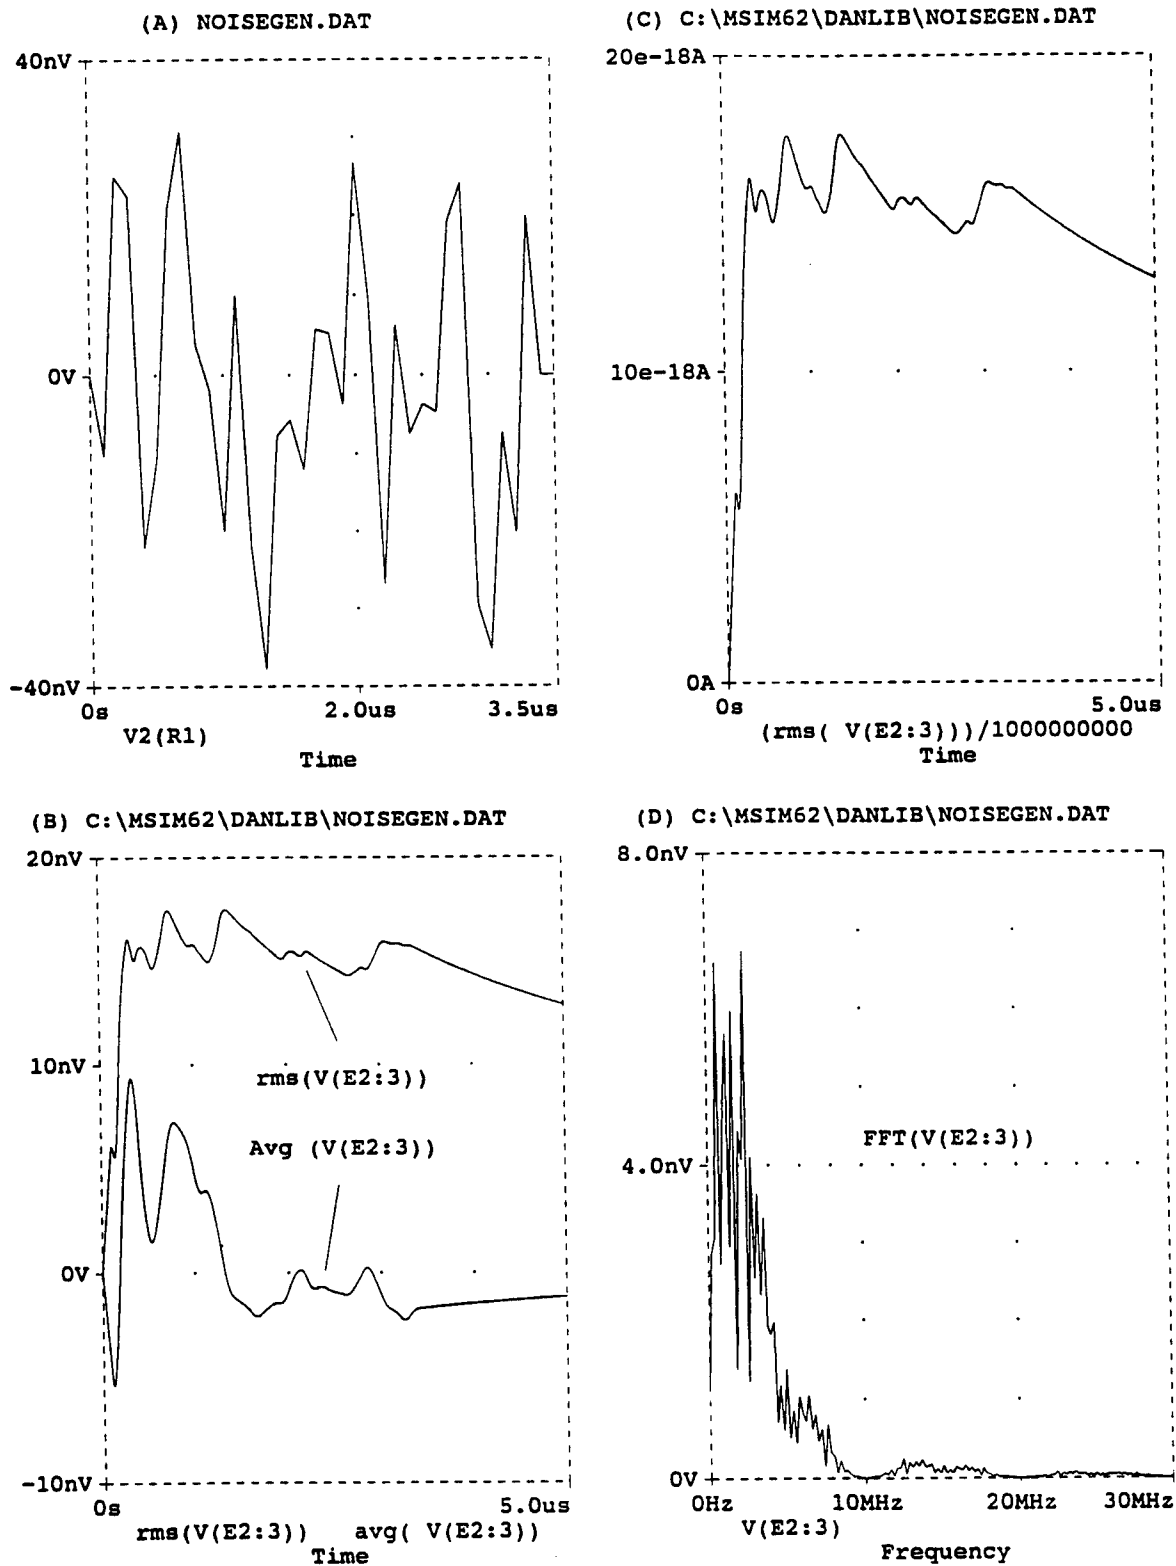 (A) NOISEGEN.DAT
40nV
0V
-40nV
0s 2.0us 3.5us
V2(R1)
Time
(B) C:\MSIM62\DANLIB\NOISEGEN.DAT
20nV
10nV
rms(V(E2:3))
Avg (V(E2:3))
0V
-10nV
0s 5.0us
rms(V(E2:3)) avg( V(E2:3))
Time
(C) C:\MSIM62\DANLIB\NOISEGEN.DAT
20e-18A
10e-18A
0A
0s 5.0us
(rms( V(E2:3)))/1000000000
Time
(D) C:\MSIM62\DANLIB\NOISEGEN.DAT
8.0nV
FFT(V(E2:3))
4.0nV
0V
0Hz 10MHz 20MHz 30MHz
V(E2:3)
Frequency